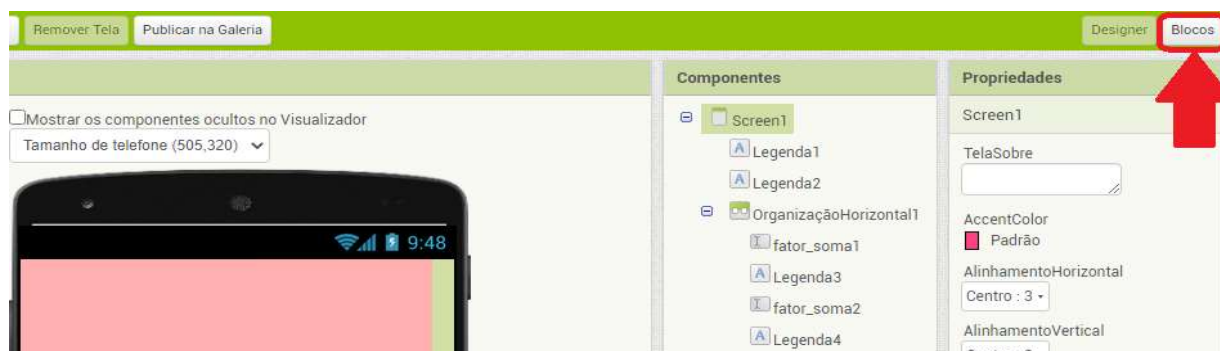 Remover Tela Publicar na Galeria Designer Blocos
Componentes
Propriedades
Mostrar os componentes ocultos no Visualizador
Tamanho de telefone (505,320)
9:48
Screen1
Legenda1
Legenda2
OrganizaçãoHorizontal1
fator_soma1
Legenda3
fator_soma2
Legenda4
Screen1
TelaSobre
AccentColor
Padrão
AlinhamentoHorizontal
Centro : 3
AlinhamentoVertical